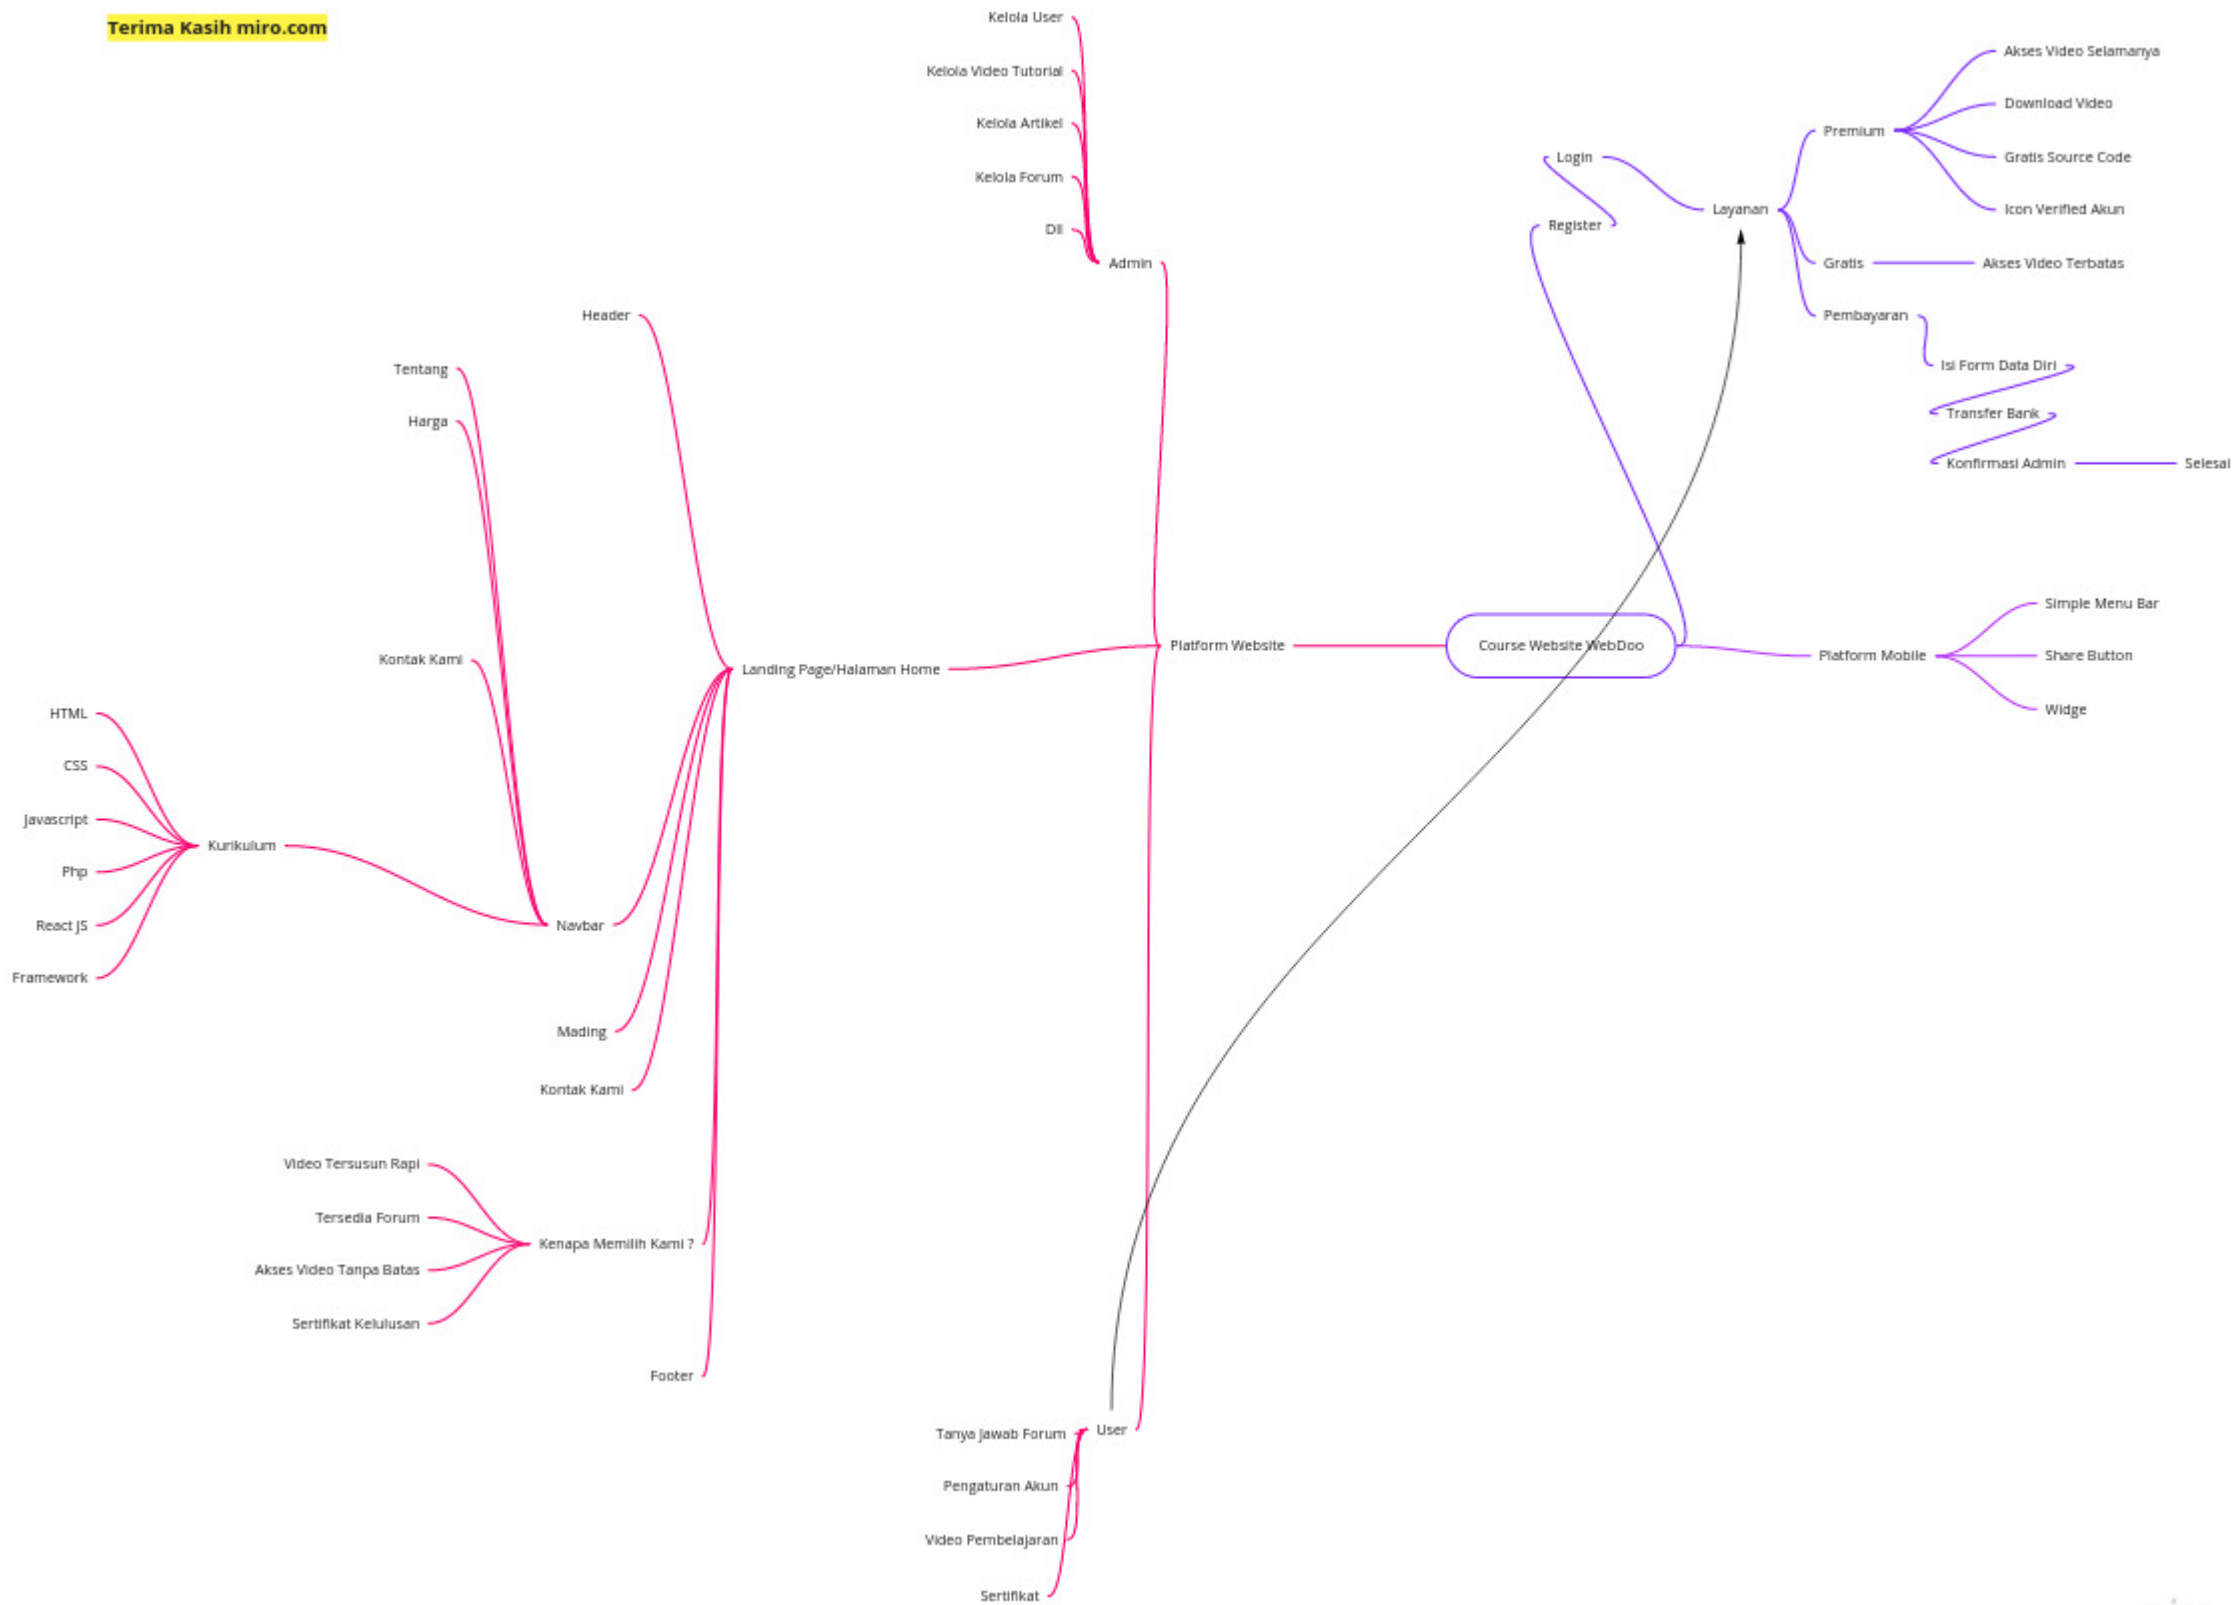 Terima Kasih miro.com
Kelola User
Kelola Video Tutorial
Kelola Artikel
Kelola Forum
Dll
Admin
Header
Tentang
Harga
Kontak Kami
HTML
CSS
Javascript
Php
React JS
Framework
Kurikulum
Navbar
Mading
Kontak Kami
Video Tersusun Rapi
Tersedia Forum
Akses Video Tanpa Batas
Sertifikat Kelulusan
Kenapa Memilih Kami ?
Footer
Landing Page/Halaman Home
Platform Website
Tanya Jawab Forum
Pengaturan Akun
Video Pembelajaran
Sertifikat
User
Course Website WebDoo
Login
Register
Layanan
Premium
Akses Video Selamanya
Download Video
Gratis Source Code
Icon Verified Akun
Gratis
Akses Video Terbatas
Pembayaran
Isi Form Data Diri
Transfer Bank
Konfirmasi Admin
Selesai
Platform Mobile
Simple Menu Bar
Share Button
Widge